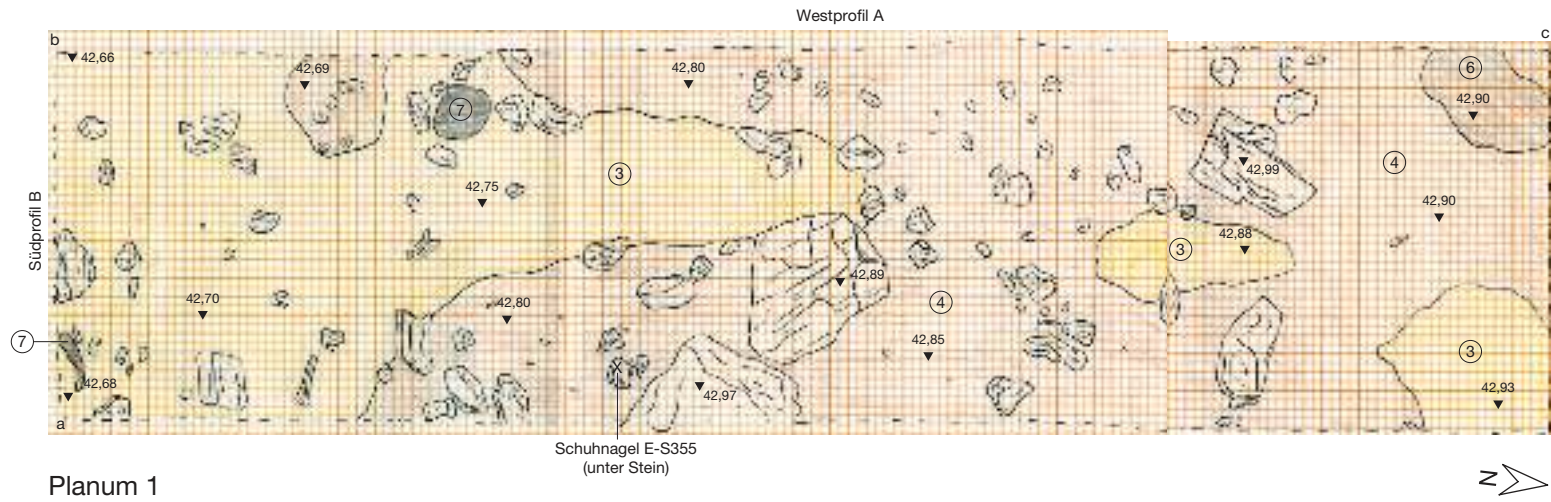 Westprofil A
b
c
42,66
42,69
42,80
6
7
42,90
3
4
42,99
42,75
42,90
Südprofil B
3
42,88
42,89
42,70
42,80
4
7
42,85
3
X
42,68
42,97
42,93
a
Schuhnagel E-S355
(unter Stein)
Planum 1
N